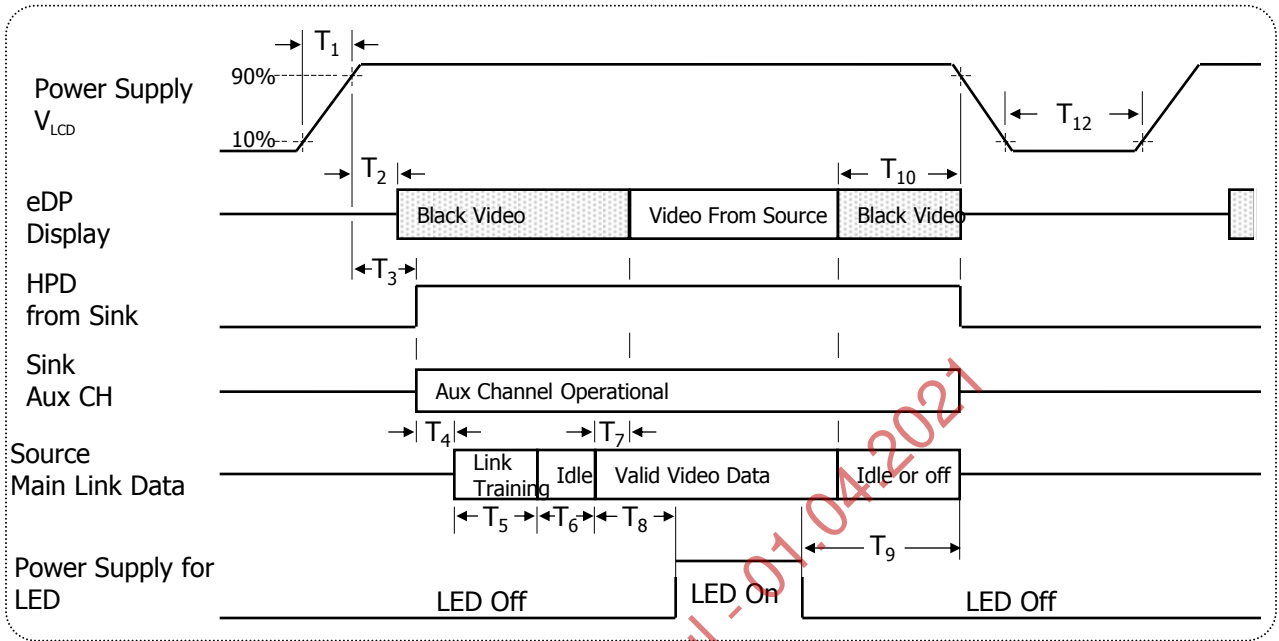 T1
90%
Power Supply
VLCD
10%
T12
T2
T10
eDP
Display
Black Video
Video From Source
Black Video
T3
HPD
from Sink
Sink
Aux CH
Aux Channel Operational
T4
T7
Source
Main Link Data
Link
Training
Idle
Valid Video Data
Idle or off
T5
T6
T8
T9
Power Supply for
LED
LED Off
LED On
LED Off
- 01.04.2021